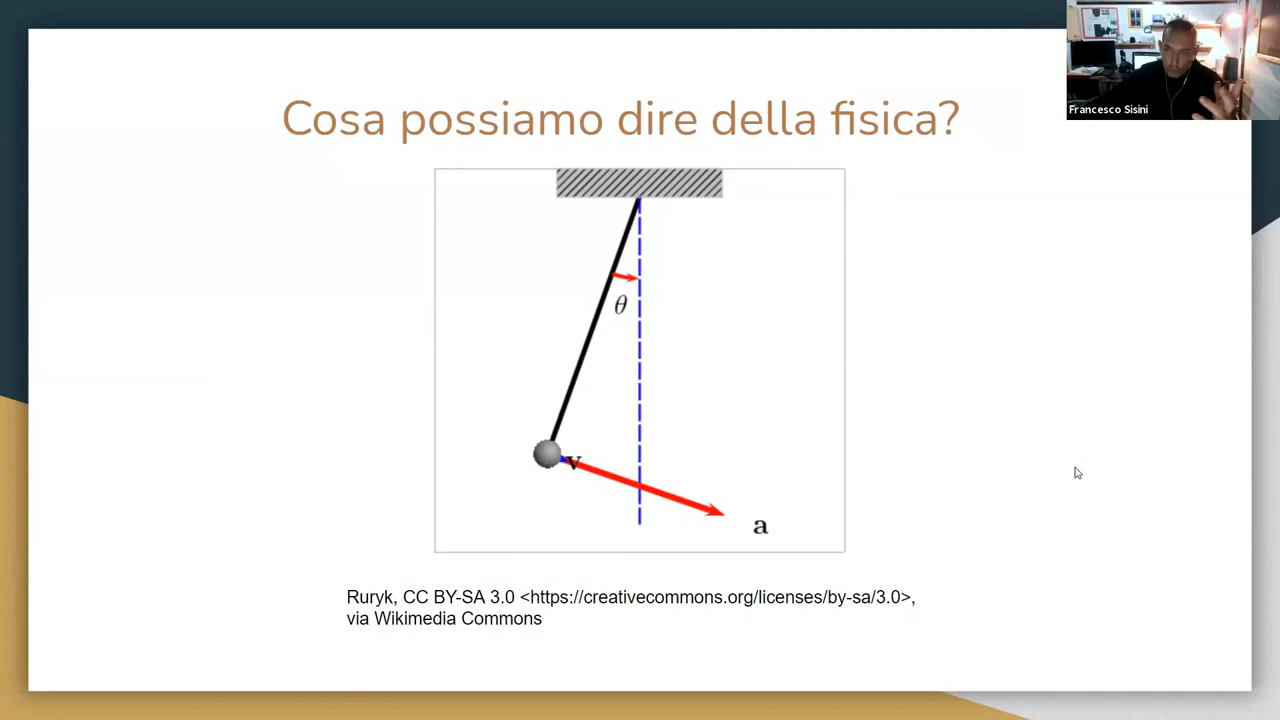 Francesco Sisini
Cosa possiamo dire della fisica?
θ
v
a
Ruryk, CC BY-SA 3.0 <https://creativecommons.org/licenses/by-sa/3.0>,
via Wikimedia Commons